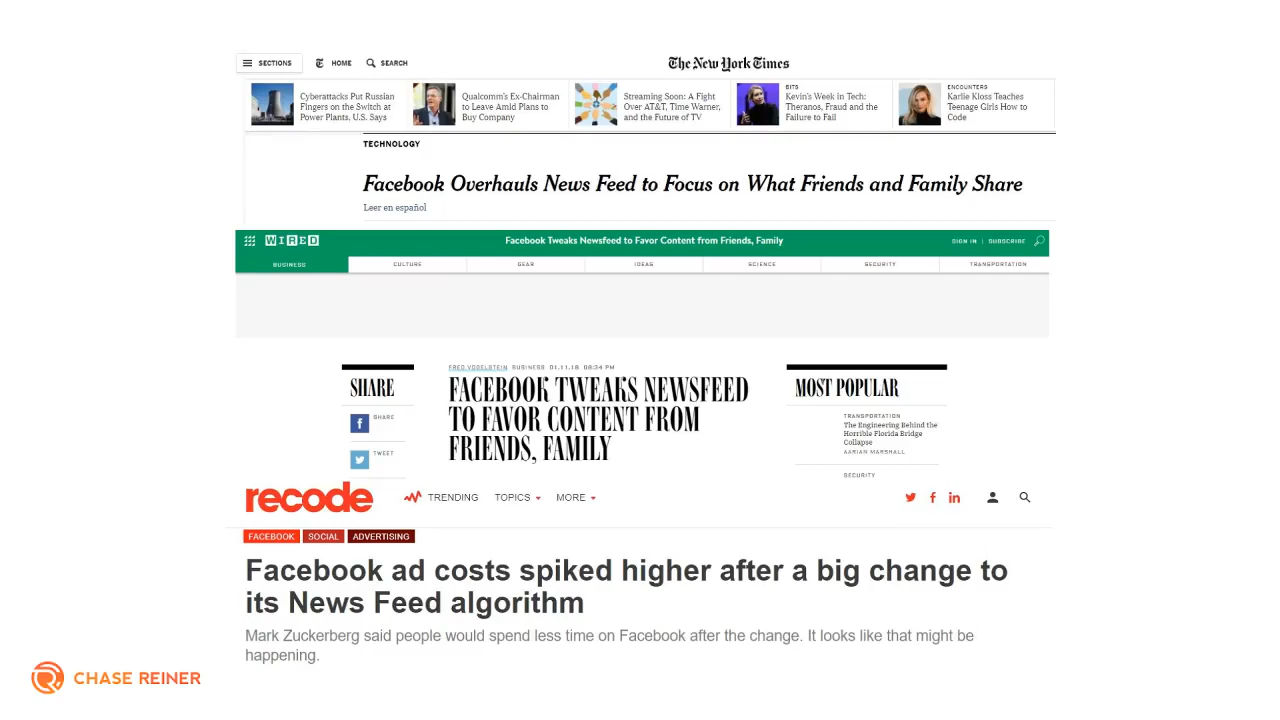 SECTIONS HOME SEARCH The New York Times
Cyberattacks Put Russian
Fingers on the Switch at
Power Plants, U.S. Says
Qualcomm's Ex-Chairman
to Leave Amid Plans to
Buy Company
Streaming Soon: A Fight
Over AT&T, Time Warner,
and the Future of TV
BITS
Kevin's Week in Tech:
Theranos, Fraud and the
Failure to Fail
ENCOUNTERS
Karlie Kloss Teaches
Teenage Girls How to
Code
TECHNOLOGY
Facebook Overhauls News Feed to Focus on What Friends and Family Share
Leer en español
WIRED Facebook Tweaks Newsfeed to Favor Content from Friends, Family SIGN IN | SUBSCRIBE
BUSINESS CULTURE GEAR IDEAS SCIENCE SECURITY TRANSPORTATION
SHARE
SHARE
TWEET
FRED VOGELSTEIN BUSINESS 01.11.18 08:34 PM
FACEBOOK TWEAKS NEWSFEED
TO FAVOR CONTENT FROM
FRIENDS, FAMILY
MOST POPULAR
TRANSPORTATION
The Engineering Behind the
Horrible Florida Bridge
Collapse
AARIAN MARSHALL
SECURITY
recode TRENDING TOPICS MORE
FACEBOOK SOCIAL ADVERTISING
Facebook ad costs spiked higher after a big change to
its News Feed algorithm
Mark Zuckerberg said people would spend less time on Facebook after the change. It looks like that might be
happening.
CHASE REINER